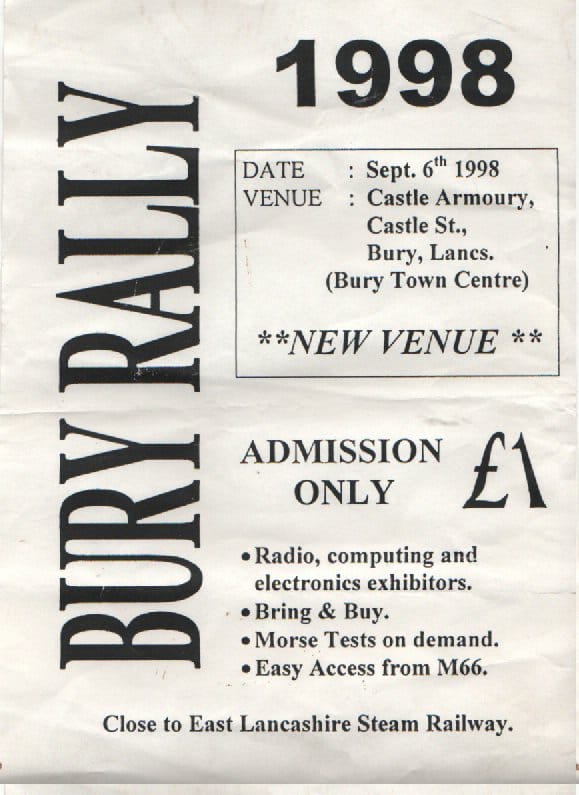 BURY RALLY
1998
DATE : Sept. 6th 1998
VENUE : Castle Armoury,
Castle St.,
Bury, Lancs.
(Bury Town Centre)
**NEW VENUE **
ADMISSION
ONLY £1
• Radio, computing and
electronics exhibitors.
• Bring & Buy.
• Morse Tests on demand.
• Easy Access from M66.
Close to East Lancashire Steam Railway.